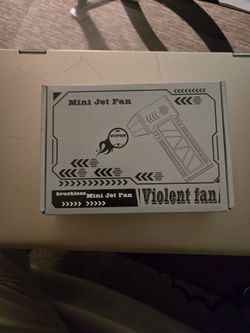 Mini Jet Fan
brushless Mini Jet Fan
Violent fan